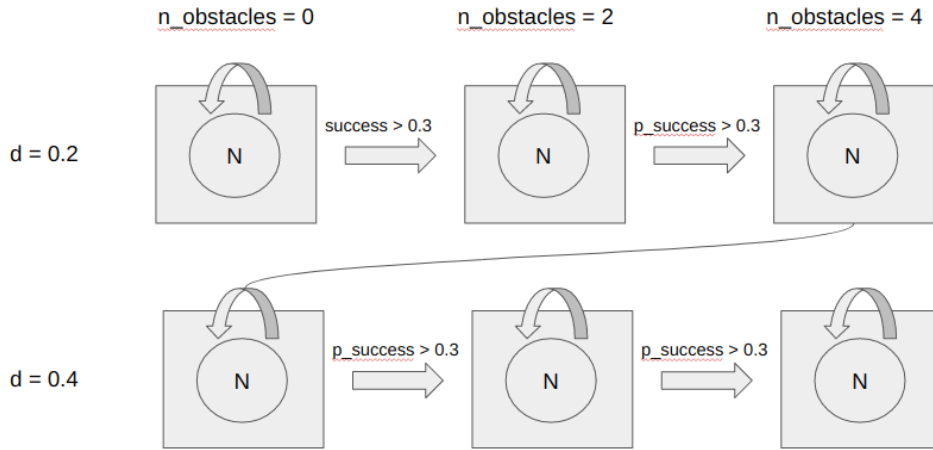 n_obstacles = 0
n_obstacles = 2
n_obstacles = 4
d = 0.2
N
success > 0.3
N
p_success > 0.3
N
d = 0.4
N
p_success > 0.3
N
p_success > 0.3
N